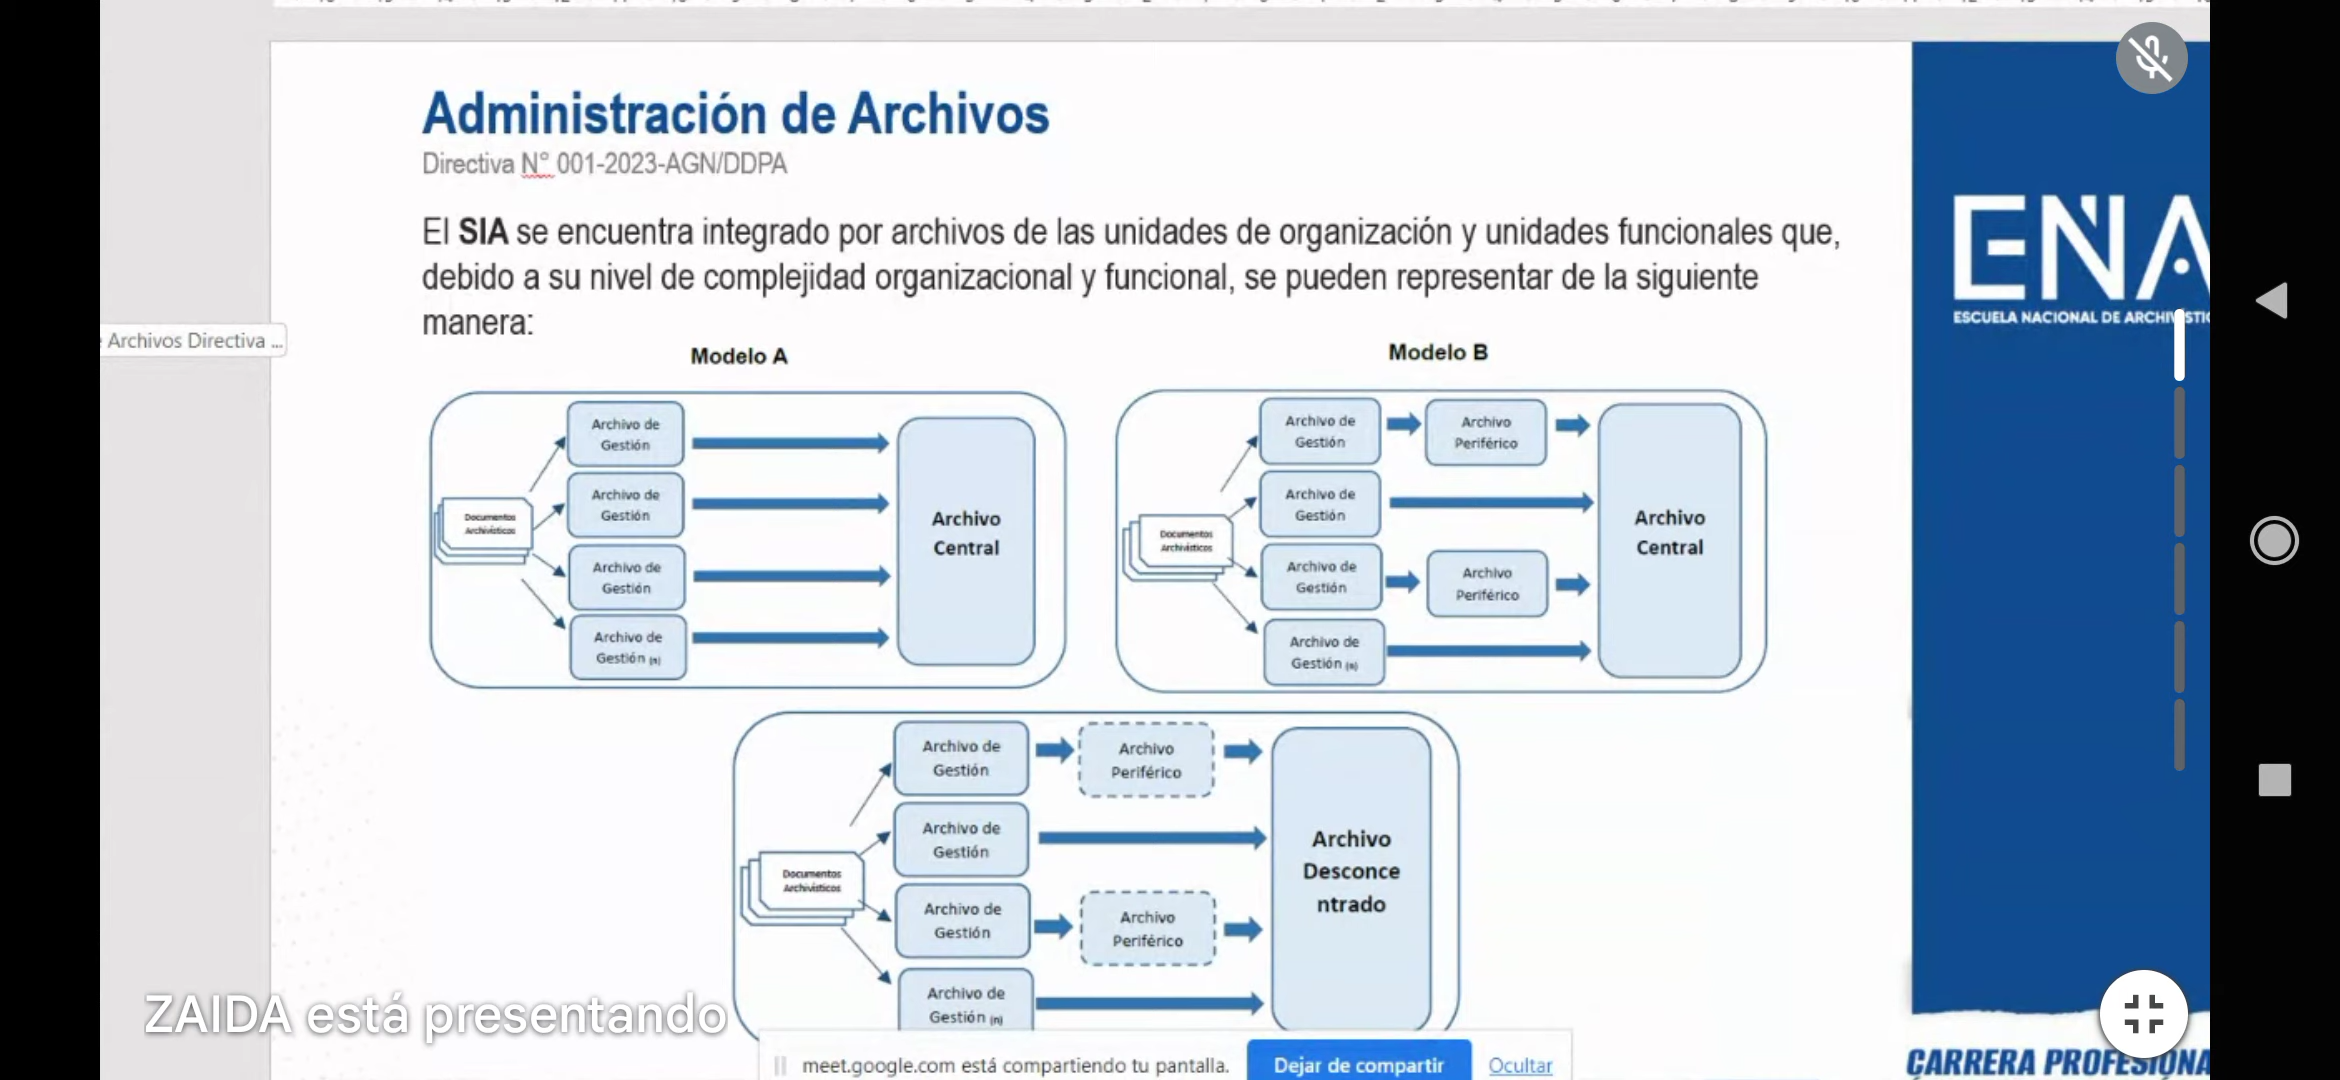 Administración de Archivos
Directiva N° 001-2023-AGN/DDPA
El SIA se encuentra integrado por archivos de las unidades de organización y unidades funcionales que,
debido a su nivel de complejidad organizacional y funcional, se pueden representar de la siguiente
manera:
Archivos Directiva ...
Modelo A
Documentos
Archivísticos
Archivo de
Gestión
Archivo de
Gestión
Archivo de
Gestión
Archivo de
Gestión (n)
Archivo
Central
Modelo B
Documentos
Archivísticos
Archivo de
Gestión
Archivo
Periférico
Archivo de
Gestión
Archivo de
Gestión
Archivo
Periférico
Archivo de
Gestión (n)
Archivo
Central
Documentos
Archivísticos
Archivo de
Gestión
Archivo
Periférico
Archivo de
Gestión
Archivo de
Gestión
Archivo
Periférico
Archivo de
Gestión (n)
Archivo
Desconce
ntrado
ENA
ESCUELA NACIONAL DE ARCHIVÍSTIC
CARRERA PROFESIONA
ZAIDA está presentando
meet.google.com está compartiendo tu pantalla.
Dejar de compartir
Ocultar